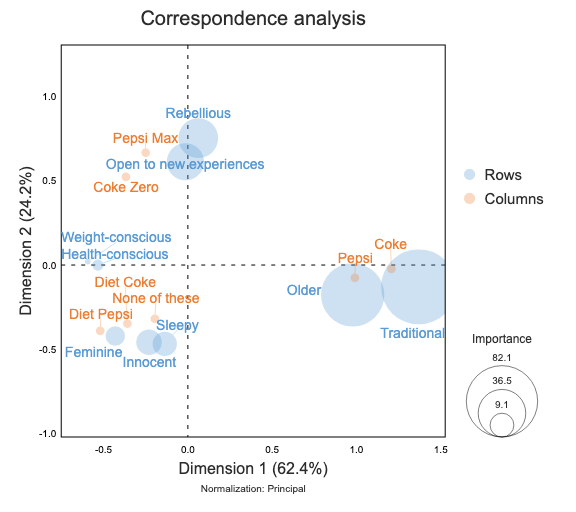 Correspondence analysis
Dimension 2 (24.2%)
1.0
0.5
0.0
-0.5
-1.0
Rebellious
Pepsi Max
Open to new experiences
Coke Zero
Weight-conscious
Health-conscious
Coke
Pepsi
Older
Traditional
Diet Coke
None of these
Diet Pepsi
Sleepy
Feminine
Innocent
-0.5
0.0
0.5
1.0
1.5
Dimension 1 (62.4%)
Normalization: Principal
Rows
Columns
Importance
82.1
36.5
9.1